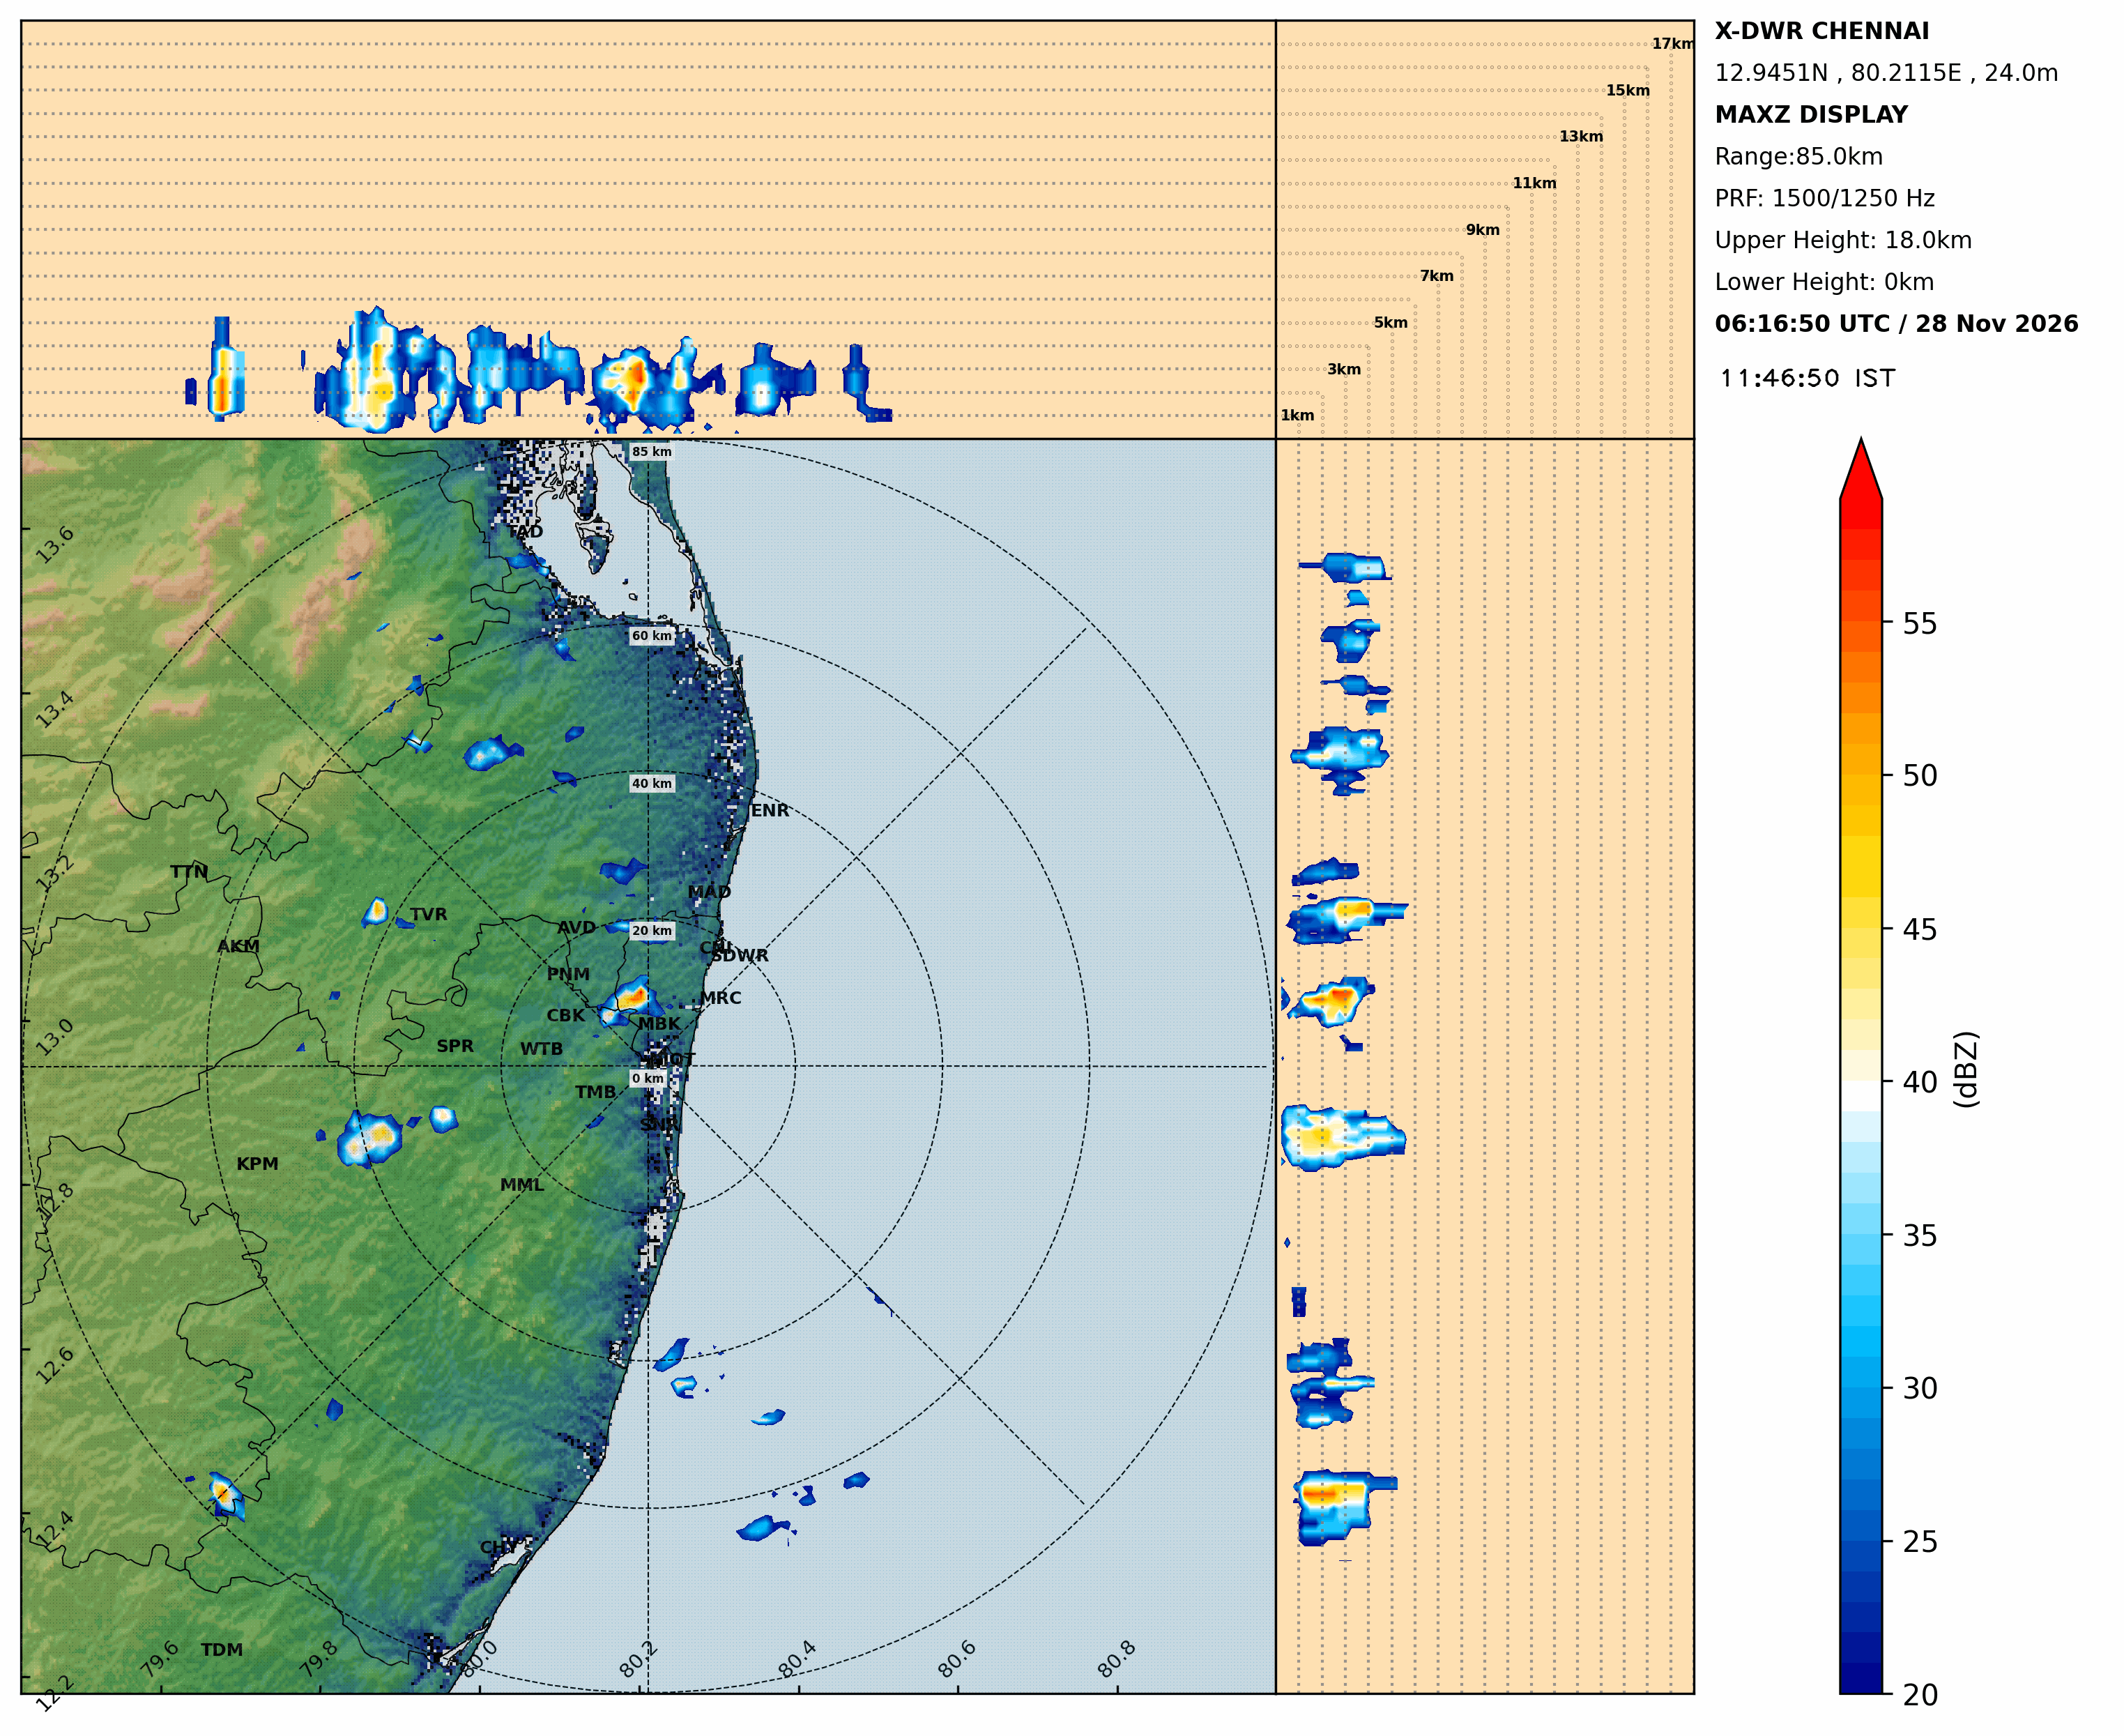 17km
15km
13km
11km
9km
7km
5km
3km
1km
X-DWR CHENNAI
12.9451N , 80.2115E , 24.0m
MAXZ DISPLAY
Range:85.0km
PRF: 1500/1250 Hz
Upper Height: 18.0km
Lower Height: 0km
06:16:50 UTC / 28 Nov 2026
11:46:50 IST
85 km
TAD
13.6
60 km
13.4
40 km
ENR
13.2
TTN
MAD
TVR
AVD
20 km
AKM
SDWR
PNM
MRC
CBK
MBK
13.0
SPR
WTB
0 km
TMB
SNR
KPM
MML
12.8
12.6
12.4
CHY
TDM
12.2
79.6
79.8
80.0
80.2
80.4
80.6
80.8
55
50
45
40
35
30
25
20
(dBZ)